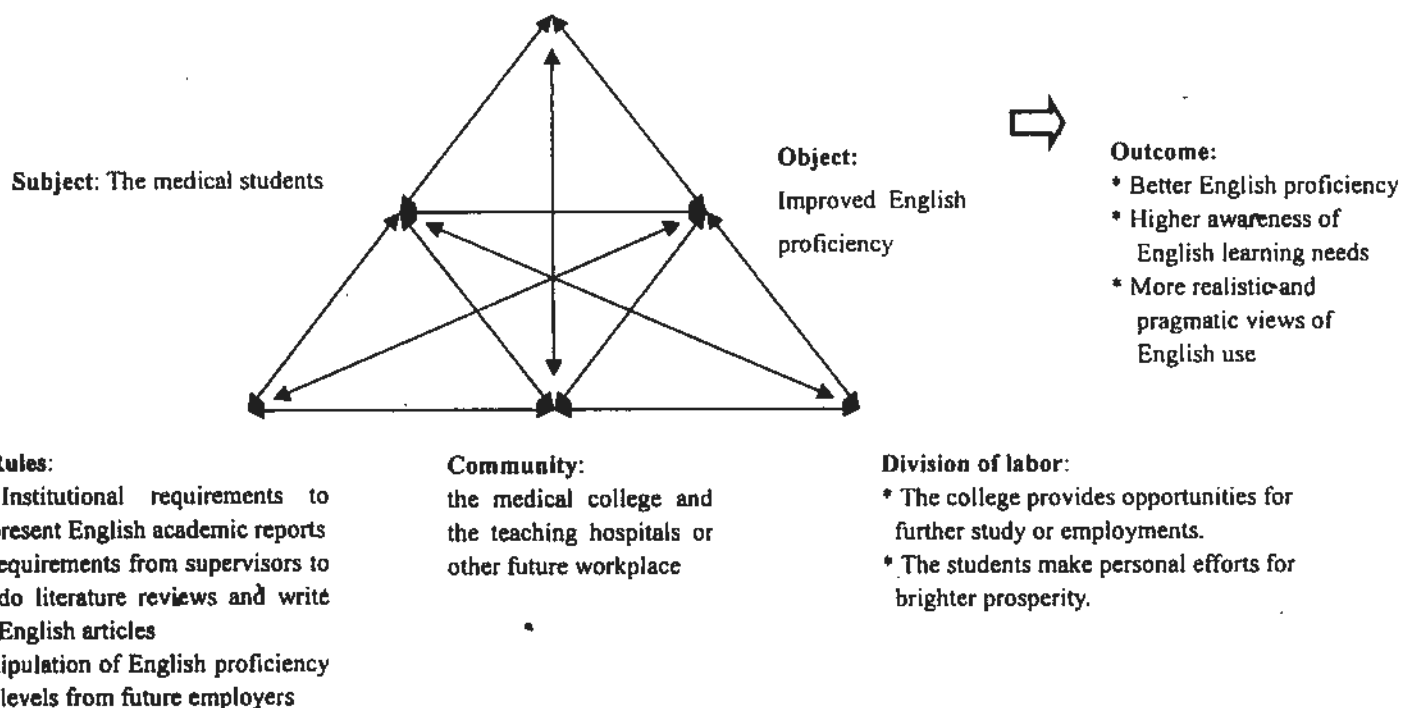 Subject: The medical students
Object:
Improved English
proficiency
Outcome:
* Better English proficiency
* Higher awareness of
English learning needs
* More realistic and
pragmatic views of
English use
Rules:
Institutional requirements to
present English academic reports
equirements from supervisors to
do literature reviews and write
English articles
ipulation of English proficiency
levels from future employers
Community:
the medical college and
the teaching hospitals or
other future workplace
Division of labor:
* The college provides opportunities for
further study or employments.
* The students make personal efforts for
brighter prosperity.